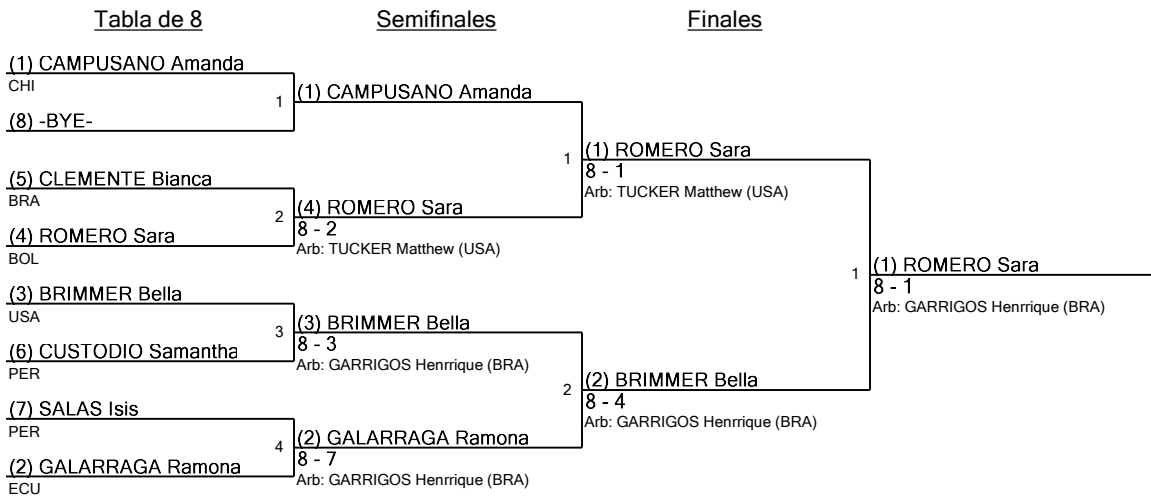 Tabla de 8
Semifinales
Finales
(1) CAMPUSANO Amanda
CHI
1
(8) -BYE-
(5) CLEMENTE Bianca
BRA
2
(4) ROMERO Sara
BOL
(3) BRIMMER Bella
USA
3
(6) CUSTODIO Samantha
PER
(7) SALAS Isis
PER
4
(2) GALARRAGA Ramona
ECU
(1) CAMPUSANO Amanda
1
(4) ROMERO Sara
8 - 2
Arb: TUCKER Matthew (USA)
(3) BRIMMER Bella
8 - 3
Arb: GARRIGOS Henrrique (BRA)
2
(2) GALARRAGA Ramona
8 - 7
Arb: GARRIGOS Henrrique (BRA)
(1) ROMERO Sara
8 - 1
Arb: TUCKER Matthew (USA)
1
(2) BRIMMER Bella
8 - 4
Arb: GARRIGOS Henrrique (BRA)
(1) ROMERO Sara
8 - 1
Arb: GARRIGOS Henrrique (BRA)